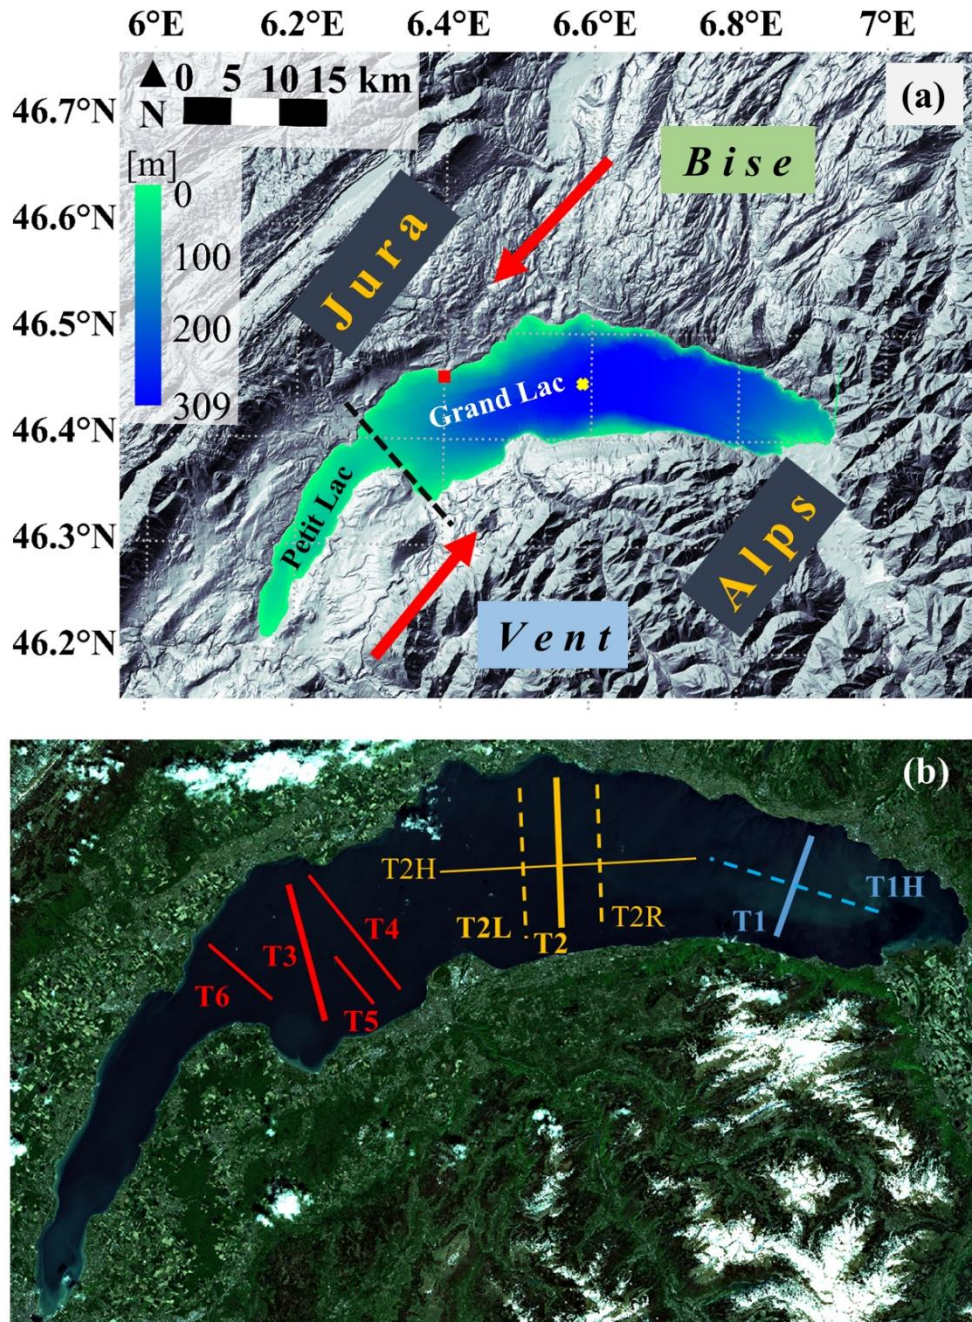 6°E 6.2°E 6.4°E 6.6°E 6.8°E 7°E
0 5 10 15 km
N
(a)
46.7°N
[m]
0
100
200
309
46.6°N
46.5°N
46.4°N
46.3°N
46.2°N
Bise
Jura
Grand Lac
Petit Lac
Alps
Vent
(b)
T2H
T2L
T2
T2R
T1H
T1
T4
T3
T6
T5